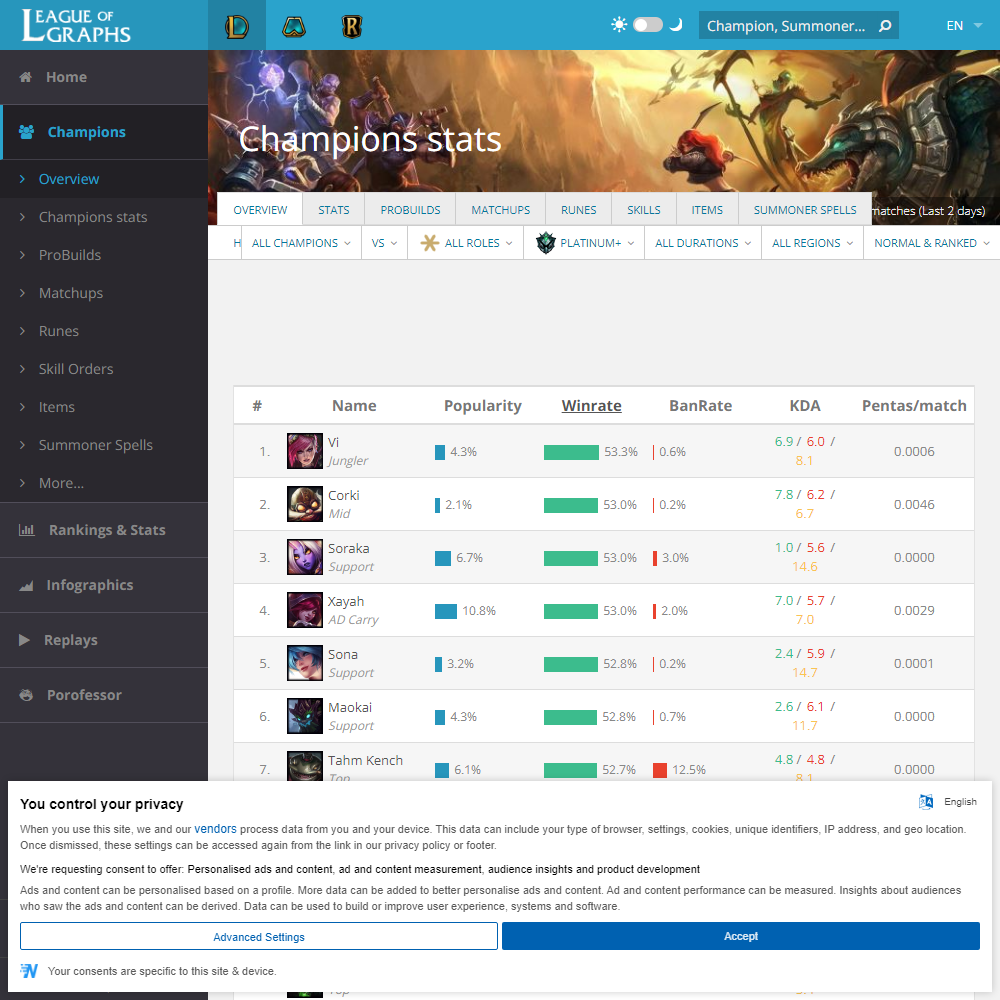 LEAGUE OF GRAPHS
Champion, Summoner...
EN
Home
Champions
Overview
Champions stats
ProBuilds
Matchups
Runes
Skill Orders
Items
Summoner Spells
More...
Rankings & Stats
Infographics
Replays
Porofessor
Champions stats
OVERVIEW STATS PROBUILDS MATCHUPS RUNES SKILLS ITEMS SUMMONER SPELLS
matches (Last 2 days)
H ALL CHAMPIONS VS ALL ROLES PLATINUM+ ALL DURATIONS ALL REGIONS NORMAL & RANKED
# Name Popularity Winrate BanRate KDA Pentas/match
1. Vi Jungler 4.3% 53.3% 0.6% 6.9 / 6.0 / 8.1 0.0006
2. Corki Mid 2.1% 53.0% 0.2% 7.8 / 6.2 / 6.7 0.0046
3. Soraka Support 6.7% 53.0% 3.0% 1.0 / 5.6 / 14.6 0.0000
4. Xayah AD Carry 10.8% 53.0% 2.0% 7.0 / 5.7 / 7.0 0.0029
5. Sona Support 3.2% 52.8% 0.2% 2.4 / 5.9 / 14.7 0.0001
6. Maokai Support 4.3% 52.8% 0.7% 2.6 / 6.1 / 11.7 0.0000
7. Tahm Kench Top 6.1% 52.7% 12.5% 4.8 / 4.8 / 8.1 0.0000
You control your privacy
English
When you use this site, we and our vendors process data from you and your device. This data can include your type of browser, settings, cookies, unique identifiers, IP address, and geo location.
Once dismissed, these settings can be accessed again from the link in our privacy policy or footer.
We're requesting consent to offer: Personalised ads and content, ad and content measurement, audience insights and product development
Ads and content can be personalised based on a profile. More data can be added to better personalise ads and content. Ad and content performance can be measured. Insights about audiences
who saw the ads and content can be derived. Data can be used to build or improve user experience, systems and software.
Advanced Settings
Accept
Your consents are specific to this site & device.